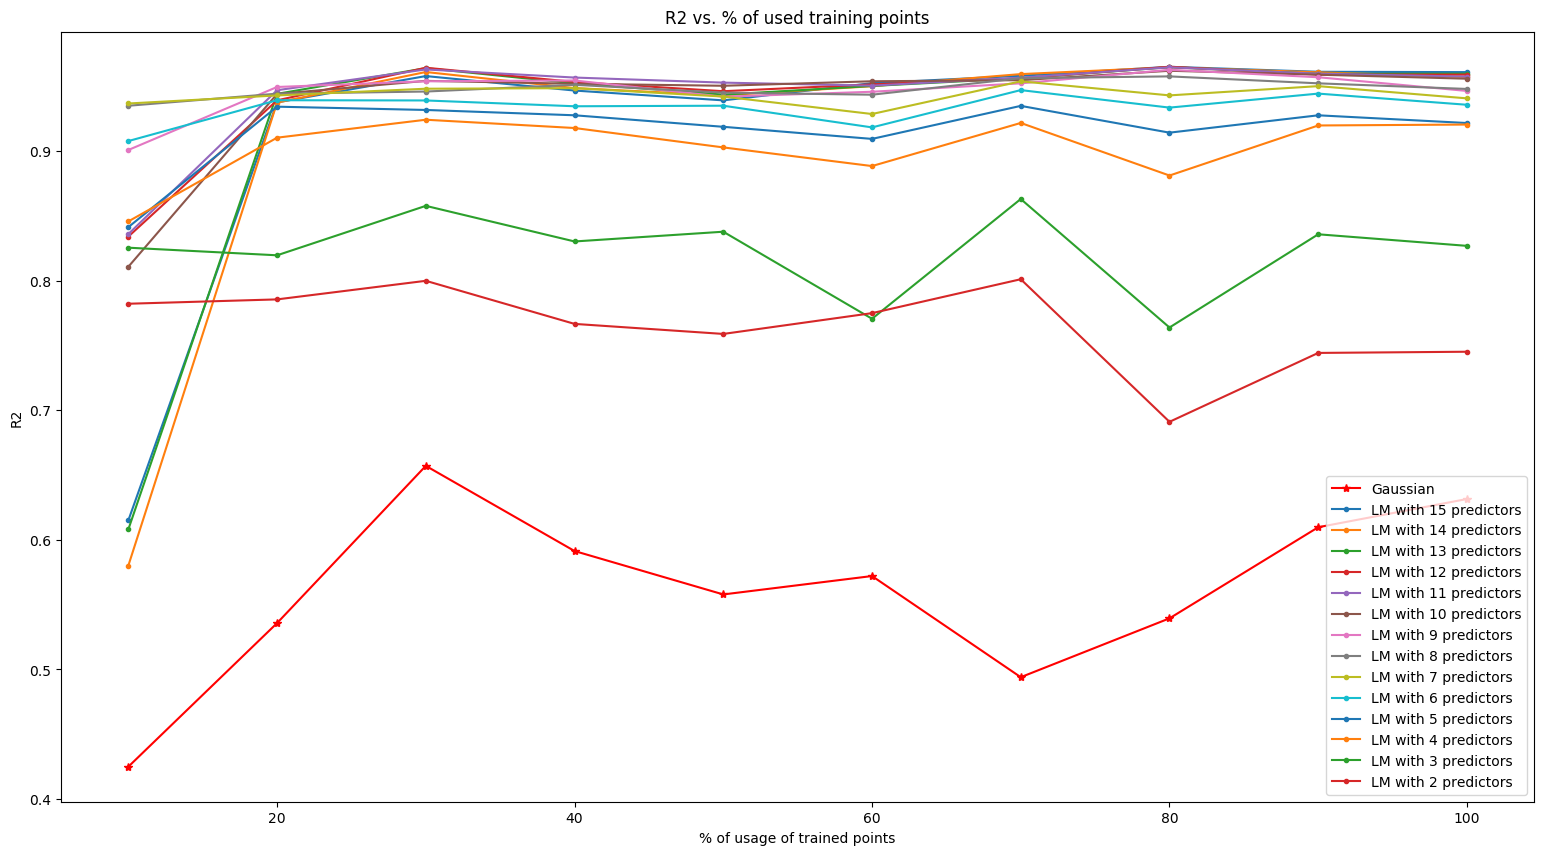 R2 vs. % of used training points
R2
0.9
0.8
0.7
0.6
0.5
0.4
20
40
60
80
100
% of usage of trained points
Gaussian
LM with 15 predictors
LM with 14 predictors
LM with 13 predictors
LM with 12 predictors
LM with 11 predictors
LM with 10 predictors
LM with 9 predictors
LM with 8 predictors
LM with 7 predictors
LM with 6 predictors
LM with 5 predictors
LM with 4 predictors
LM with 3 predictors
LM with 2 predictors